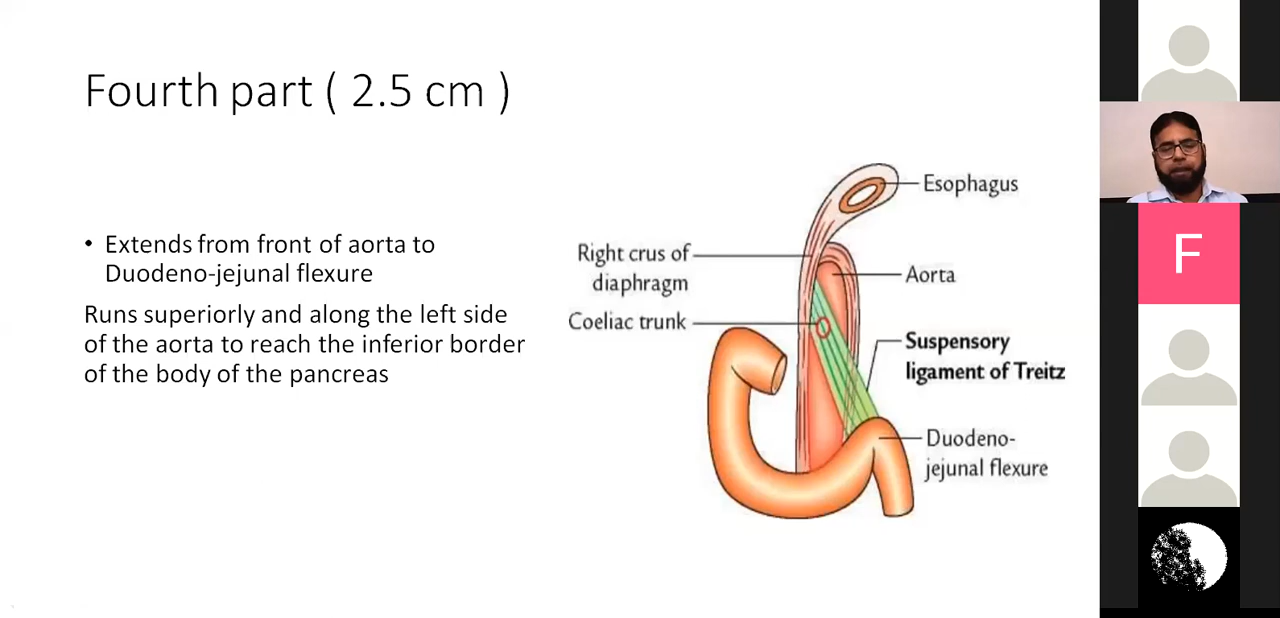 Fourth part ( 2.5 cm )
• Extends from front of aorta to
Duodeno-jejunal flexure
Runs superiorly and along the left side
of the aorta to reach the inferior border
of the body of the pancreas
Esophagus
Right crus of
diaphragm
Aorta
Coeliac trunk
Suspensory
ligament of Treitz
Duodeno-
jejunal flexure
F